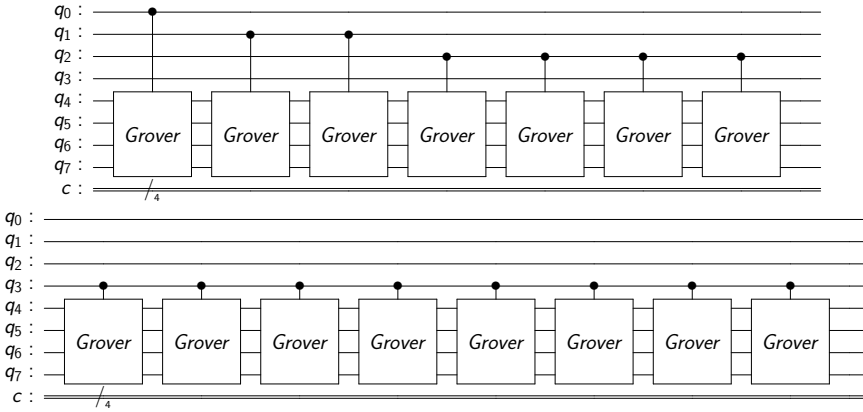 q0 :
q1 :
q2 :
q3 :
q4 :
q5 :
q6 :
q7 :
c :
Grover Grover Grover Grover Grover Grover Grover
4
q0 :
q1 :
q2 :
q3 :
q4 :
q5 :
q6 :
q7 :
c :
Grover Grover Grover Grover Grover Grover Grover Grover
4